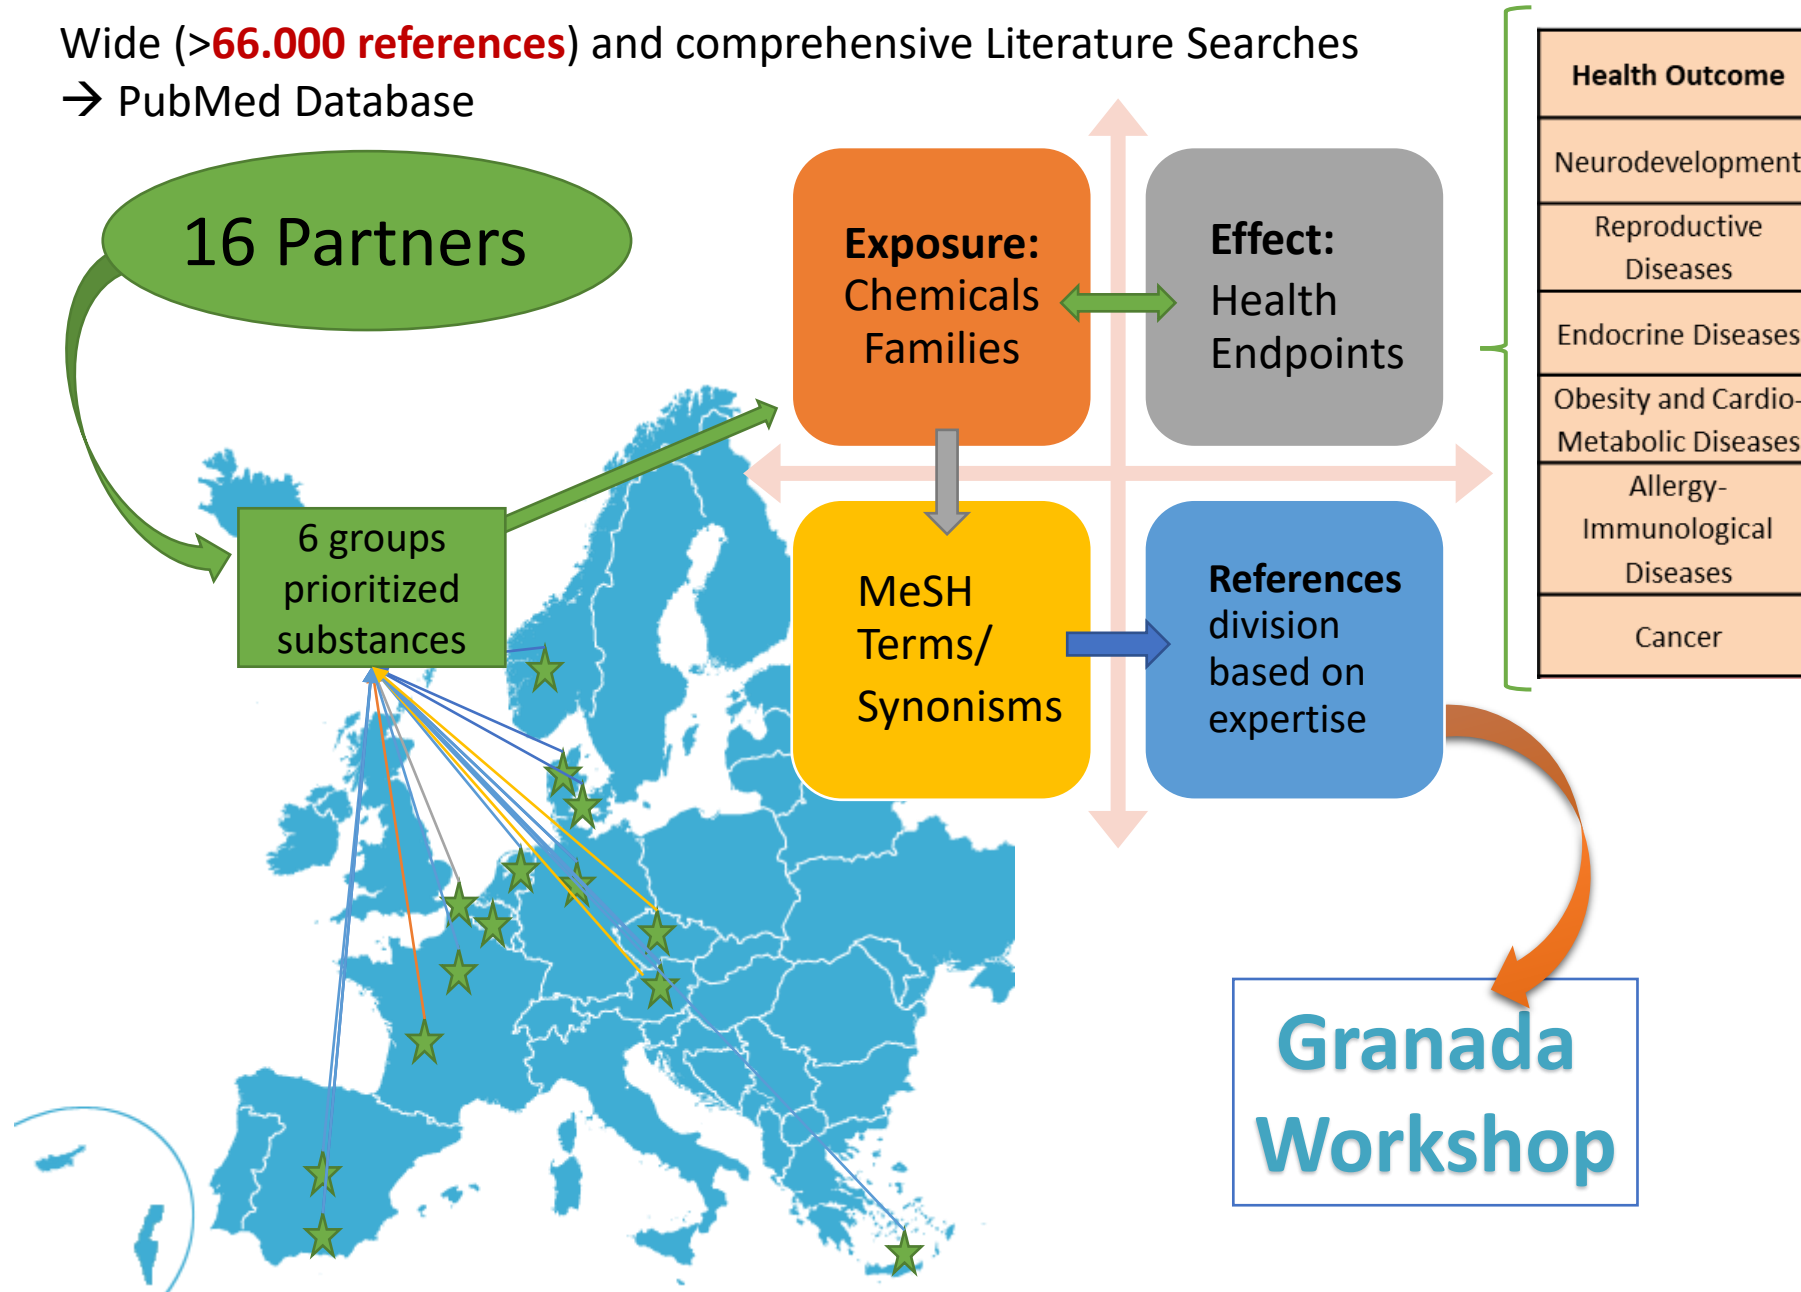 Wide (>66.000 references) and comprehensive Literature Searches
→ PubMed Database
16 Partners
6 groups
prioritized
substances
Exposure:
Chemicals
Families
Effect:
Health
Endpoints
MeSH
Terms/
Synonisms
References
division
based on
expertise
Health Outcome
Neurodevelopment
Reproductive
Diseases
Endocrine Diseases
Obesity and Cardio-
Metabolic Diseases
Allergy-
Immunological
Diseases
Cancer
Granada
Workshop